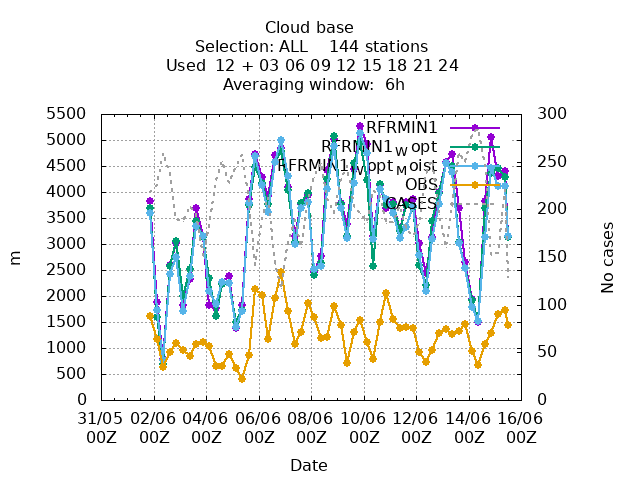 Cloud base
Selection: ALL    144 stations
Used  12 + 03 06 09 12 15 18 21 24
Averaging window:  6h
5500
5000
4500
4000
3500
3000
2500
2000
1500
1000
500
0
300
250
200
150
100
50
0
m
No cases
RFRMIN1
RFRMIN1Wopt
RFRMIN1WoptMoist
OBS
CASES
31/05 02/06 04/06 06/06 08/06 10/06 12/06 14/06 16/06
00Z 00Z 00Z 00Z 00Z 00Z 00Z 00Z 00Z
Date